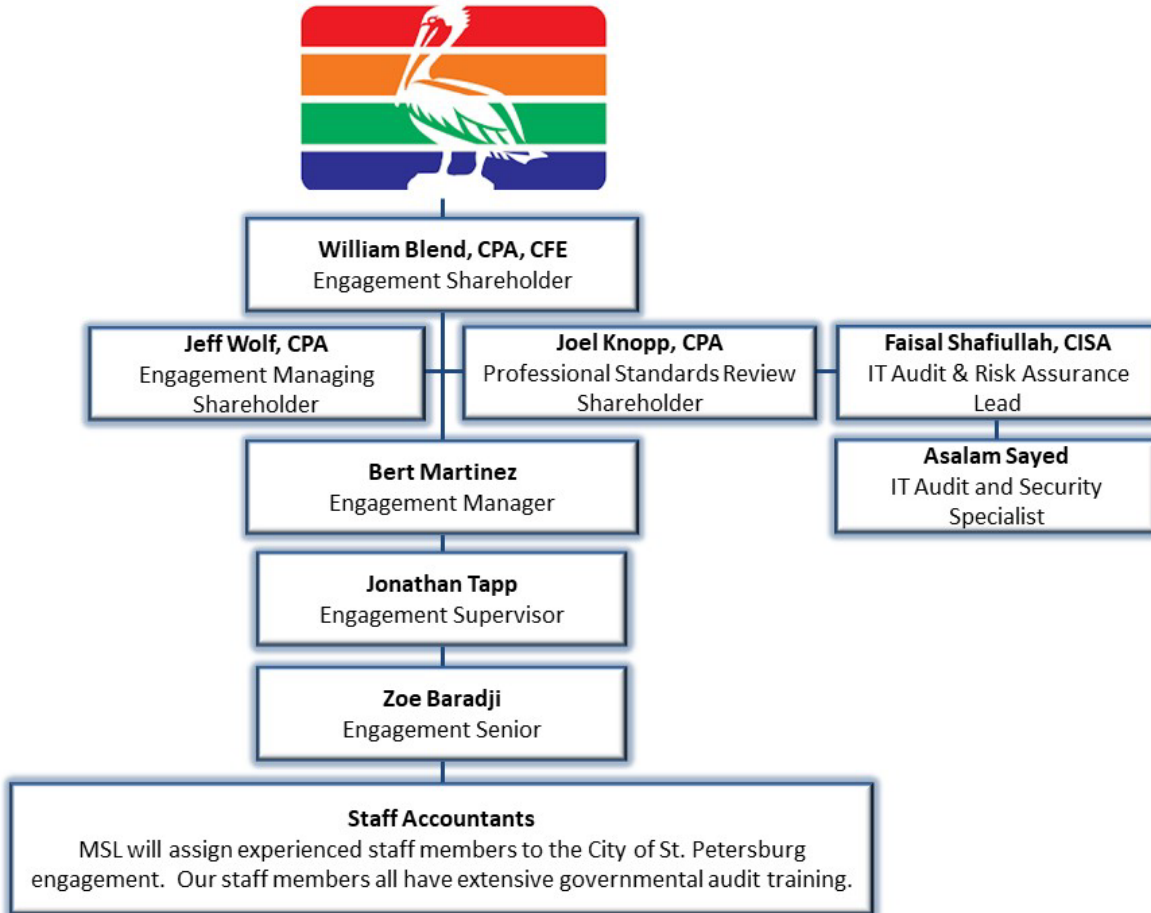 William Blend, CPA, CFE
Engagement Shareholder
Jeff Wolf, CPA
Engagement Managing
Shareholder
Joel Knopp, CPA
Professional Standards Review
Shareholder
Faisal Shafiullah, CISA
IT Audit & Risk Assurance
Lead
Asalam Sayed
IT Audit and Security
Specialist
Bert Martinez
Engagement Manager
Jonathan Tapp
Engagement Supervisor
Zoe Baradji
Engagement Senior
Staff Accountants
MSL will assign experienced staff members to the City of St. Petersburg
engagement. Our staff members all have extensive governmental audit training.